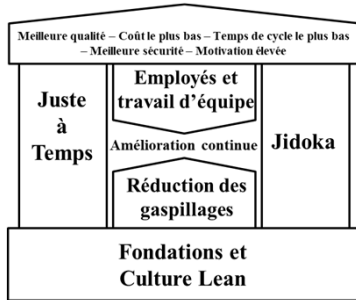 Meilleure qualité – Coût le plus bas – Temps de cycle le plus bas
– Meilleure sécurité – Motivation élevée
Juste
à
Temps
Employés et
travail d'équipe
Amélioration continue
Réduction des
gaspillages
Jidoka
Fondations et
Culture Lean